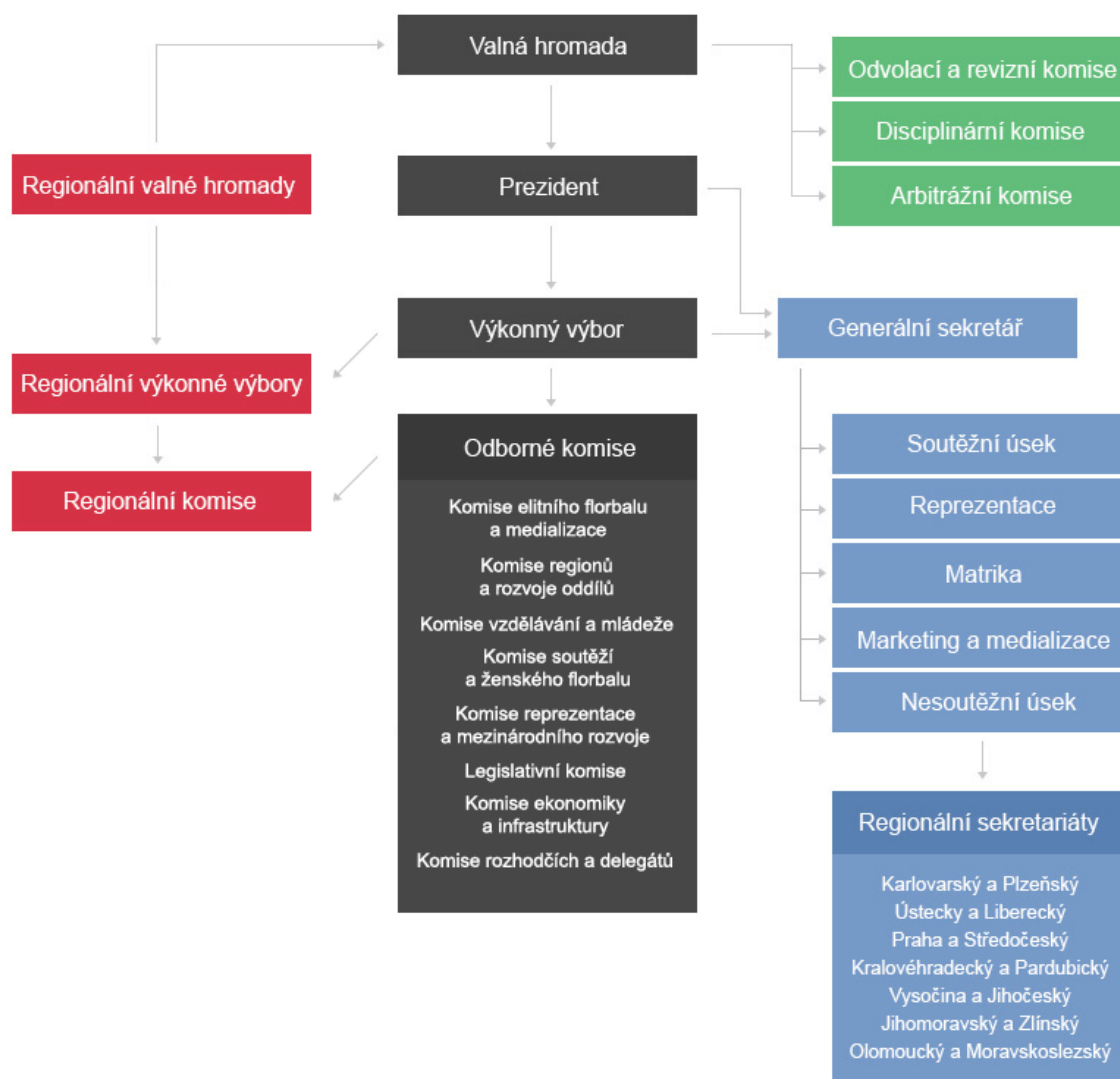 Valná hromada
Odvolací a revizní komise
Disciplinární komise
Arbitrážní komise
Regionální valné hromady
Prezident
Výkonný výbor
Generální sekretář
Regionální výkonné výbory
Regionální komise
Odborné komise
Komise elitního florbalu
a medializace
Komise regionů
a rozvoje oddílů
Komise vzdělávání a mládeže
Komise soutěží
a ženského florbalu
Komise reprezentace
a mezinárodního rozvoje
Legislativní komise
Komise ekonomiky
a infrastruktury
Komise rozhodčích a delegátů
Soutěžní úsek
Reprezentace
Matrika
Marketing a medializace
Nesoutěžní úsek
Regionální sekretariáty
Karlovarský a Plzeňský
Ústecky a Liberecký
Praha a Středočeský
Kralovéhradecký a Pardubický
Vysočina a Jihočeský
Jihomoravský a Zlínský
Olomoucký a Moravskoslezský